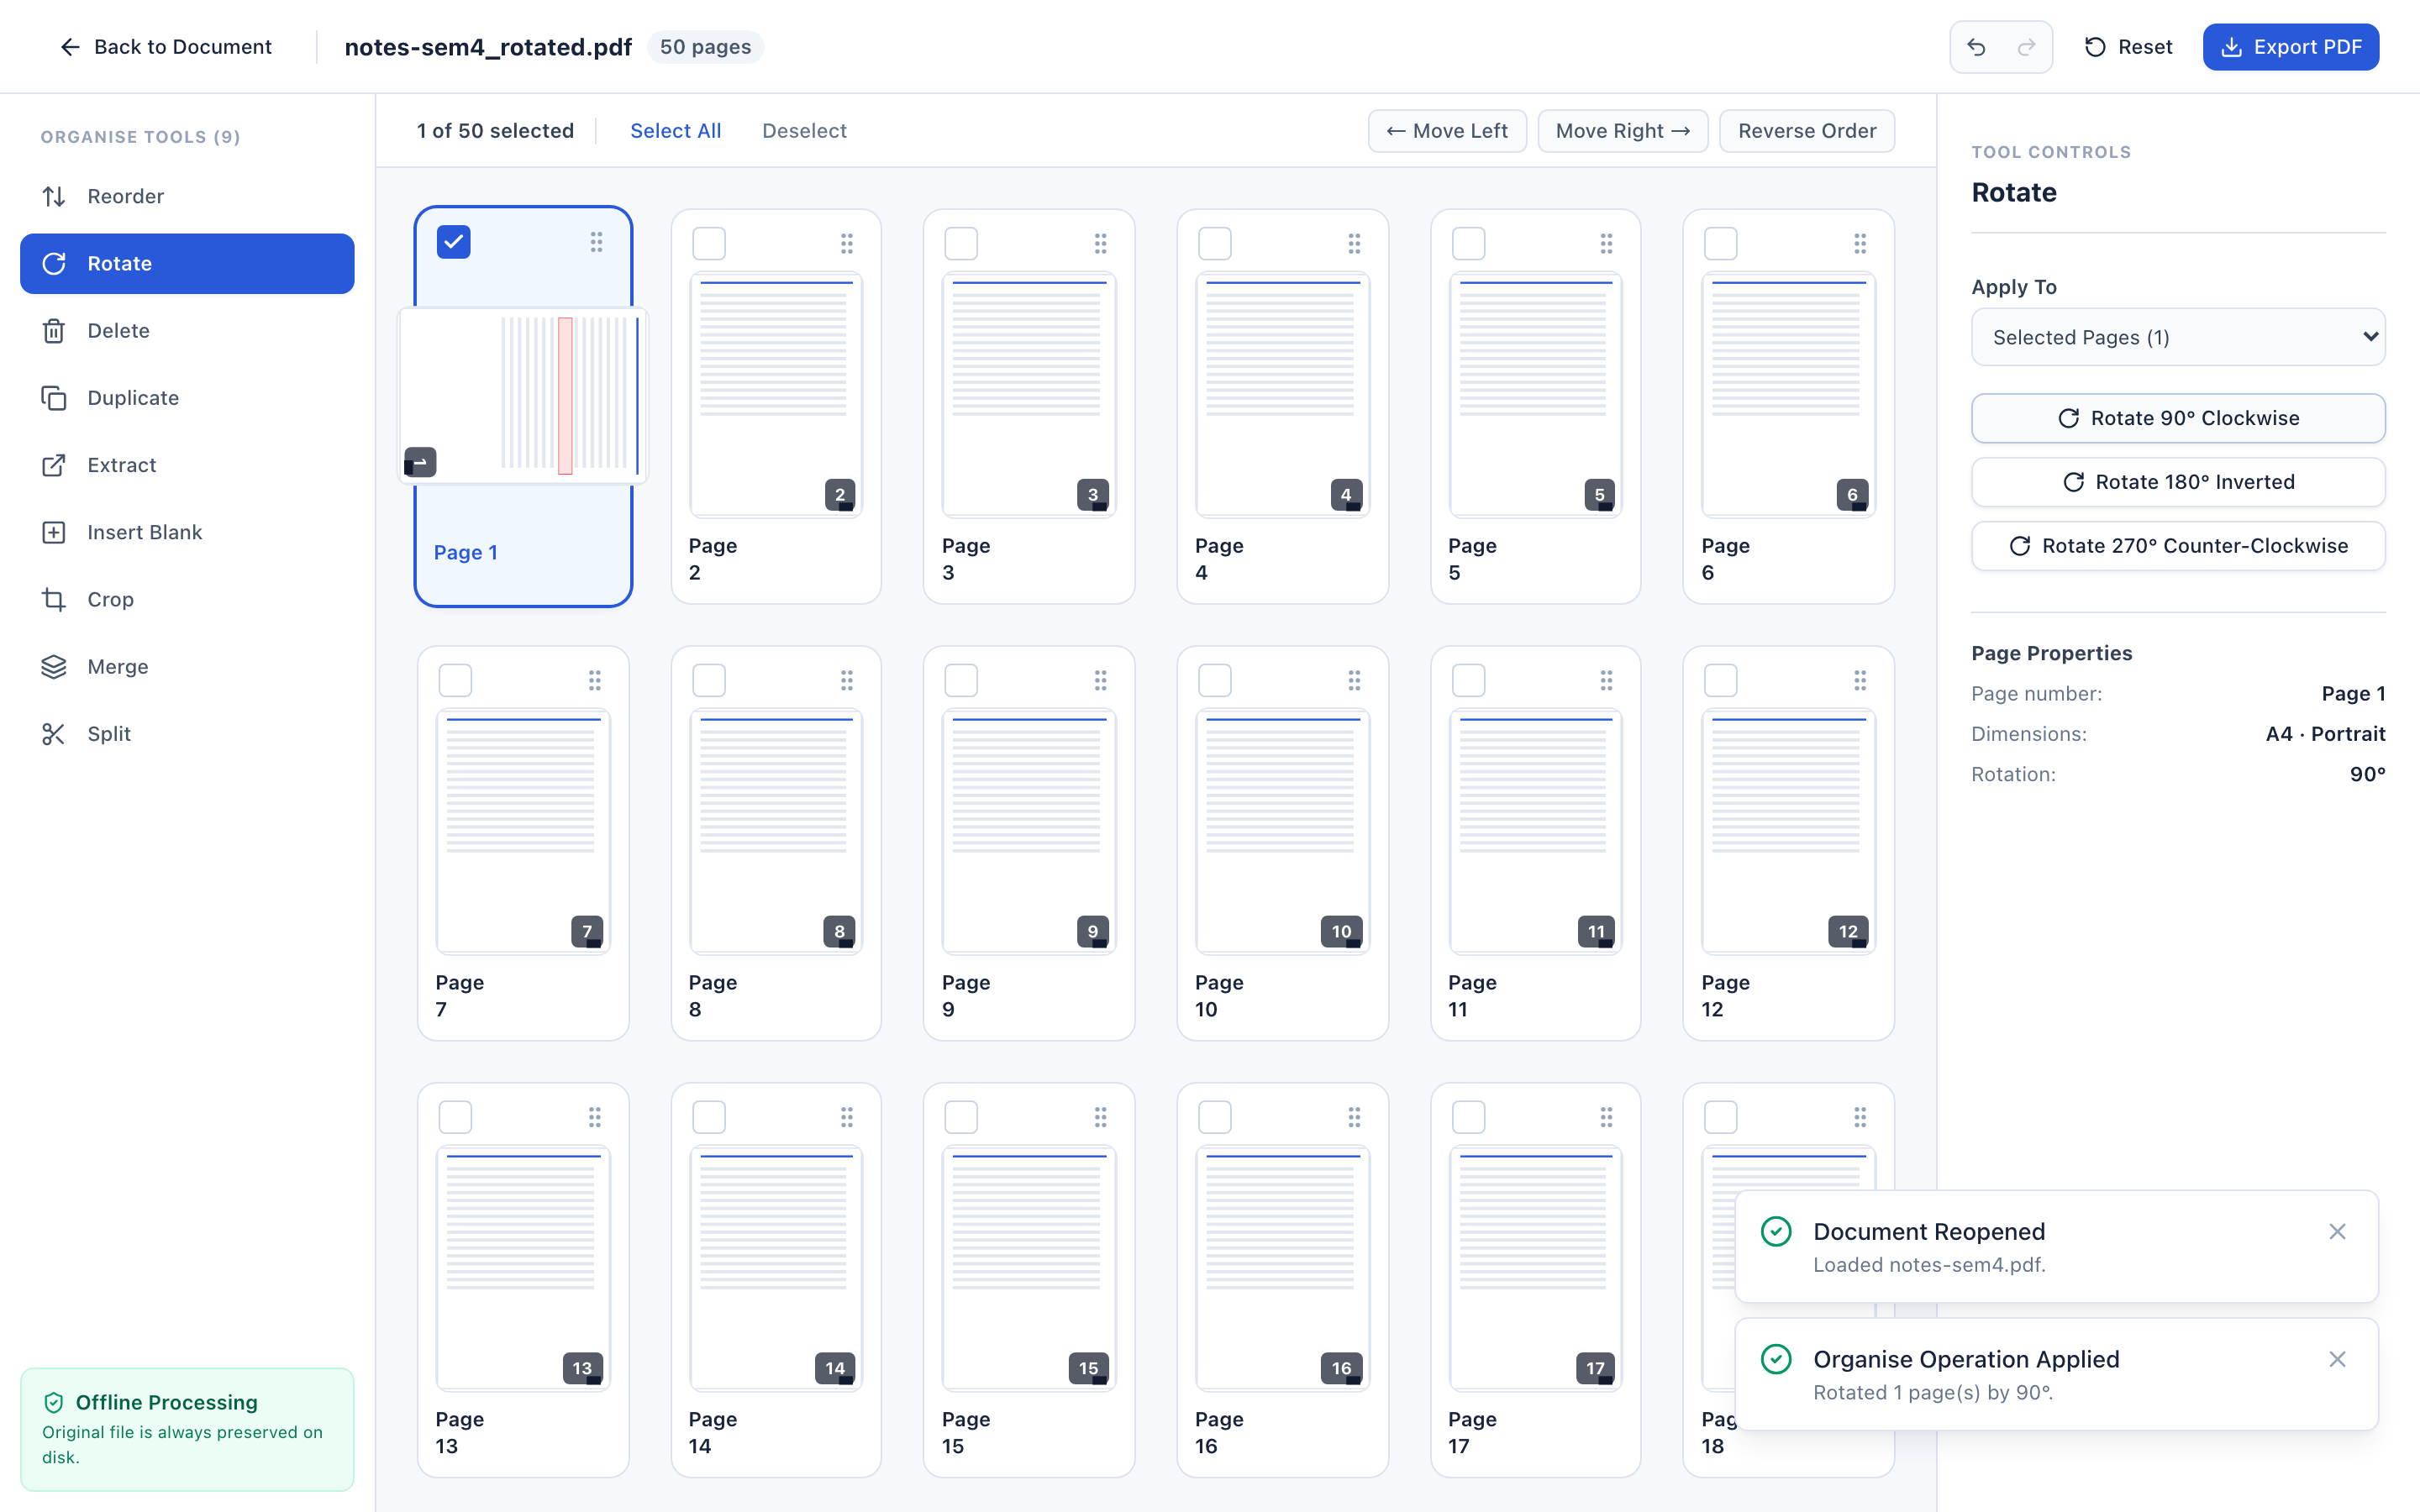 Back to Document
notes-sem4_rotated.pdf
50 pages
Reset
Export PDF
ORGANISE TOOLS (9)
Reorder
Rotate
Delete
Duplicate
Extract
Insert Blank
Crop
Merge
Split
Offline Processing
Original file is always preserved on
disk.
1 of 50 selected
Select All
Deselect
← Move Left
Move Right →
Reverse Order
1
Page 1
2
Page
2
3
Page
3
4
Page
4
5
Page
5
6
Page
6
7
Page
7
8
Page
8
9
Page
9
10
Page
10
11
Page
11
12
Page
12
13
Page
13
14
Page
14
15
Page
15
16
Page
16
17
Page
17
18
TOOL CONTROLS
Rotate
Apply To
Selected Pages (1)
Rotate 90° Clockwise
Rotate 180° Inverted
Rotate 270° Counter-Clockwise
Page Properties
Page number: Page 1
Dimensions: A4 · Portrait
Rotation: 90°
Document Reopened
Loaded notes-sem4.pdf.
Organise Operation Applied
Rotated 1 page(s) by 90°.